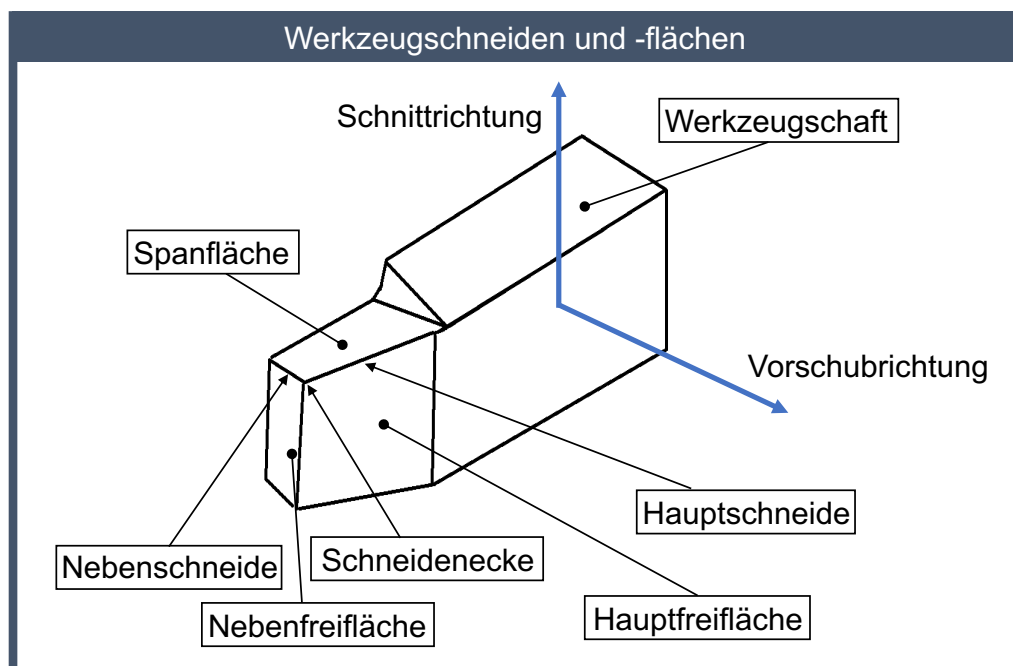 Werkzeugschneiden und -flächen
Schnittrichtung
Werkzeugschaft
Spanfläche
Vorschubrichtung
Hauptschneide
Nebenschneide
Schneidenecke
Nebenfreifläche
Hauptfreifläche